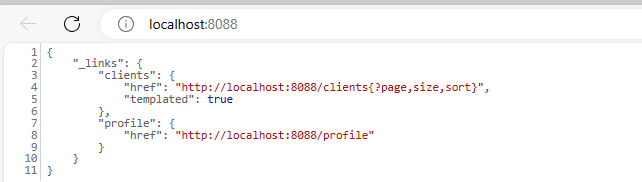 localhost:8088
1 {
2     "_links": {
3         "clients": {
4             "href": "http://localhost:8088/clients{?page,size,sort}",
5             "templated": true
6         },
7         "profile": {
8             "href": "http://localhost:8088/profile"
9         }
10     }
11 }